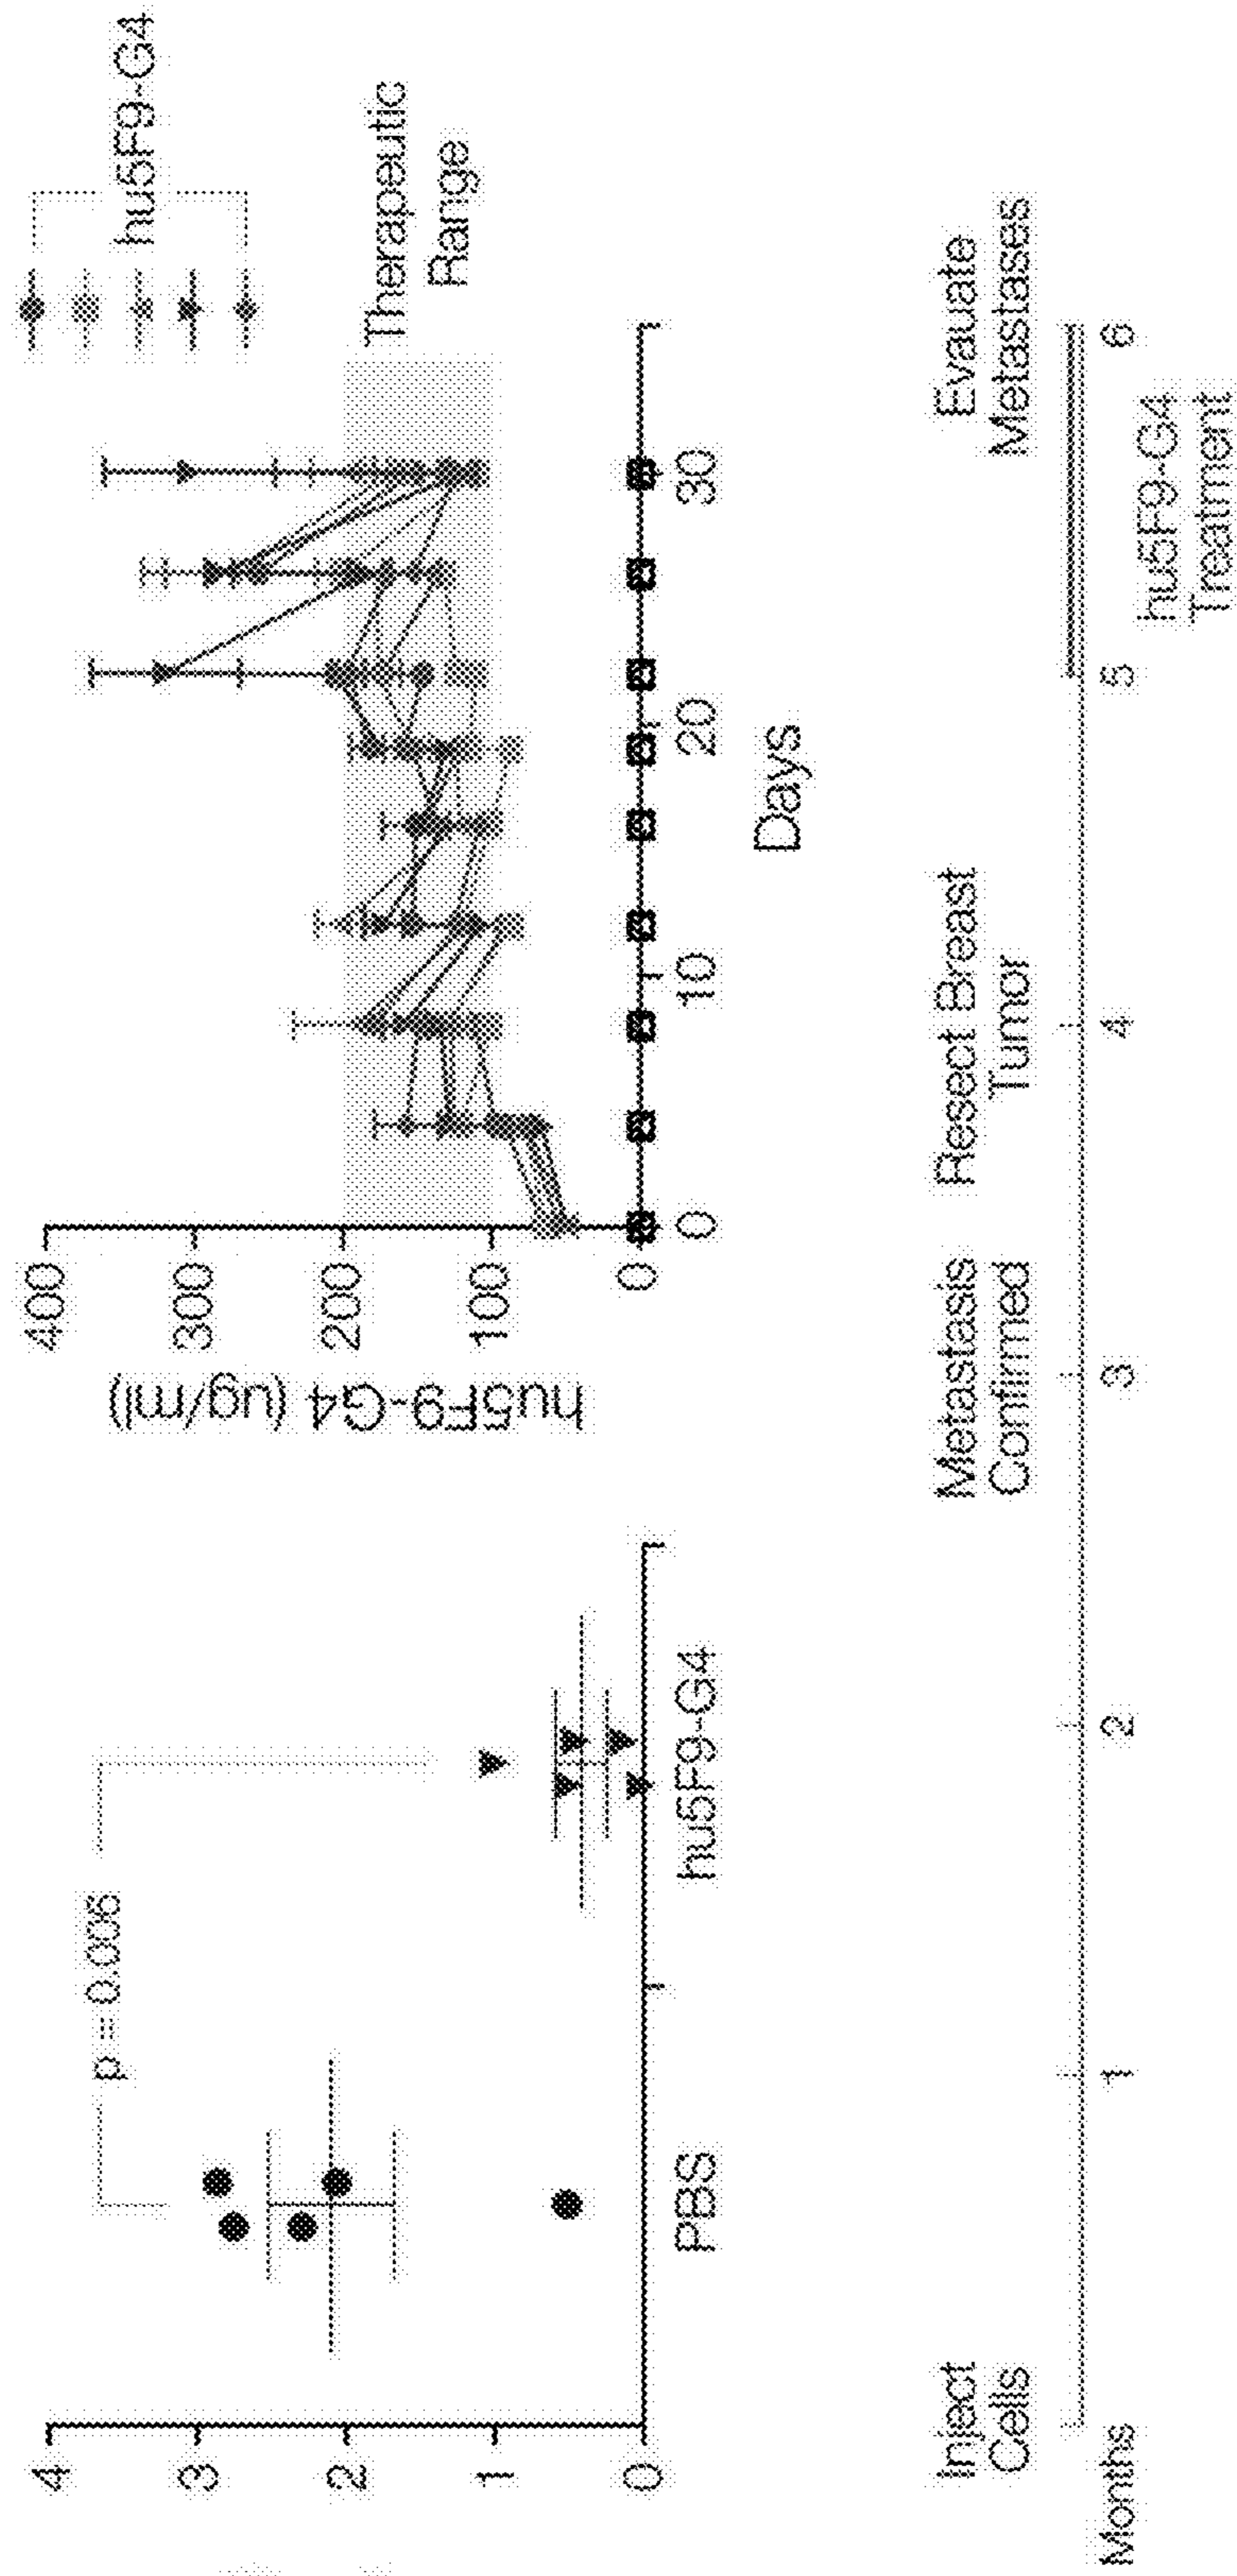 4
3
2
1
0
p = 0.006
PBS
hu5F9-G4
hu5F9-G4 (ug/ml)
400
300
200
100
0
0
10
20
30
Days
hu5F9-G4
Therapeutic
Range
Inject
Cells
Metastasis
Confirmed
Resect Breast
Tumor
Evauate
Metastases
Months
1
2
3
4
5
6
hu5F9-G4
Treatment